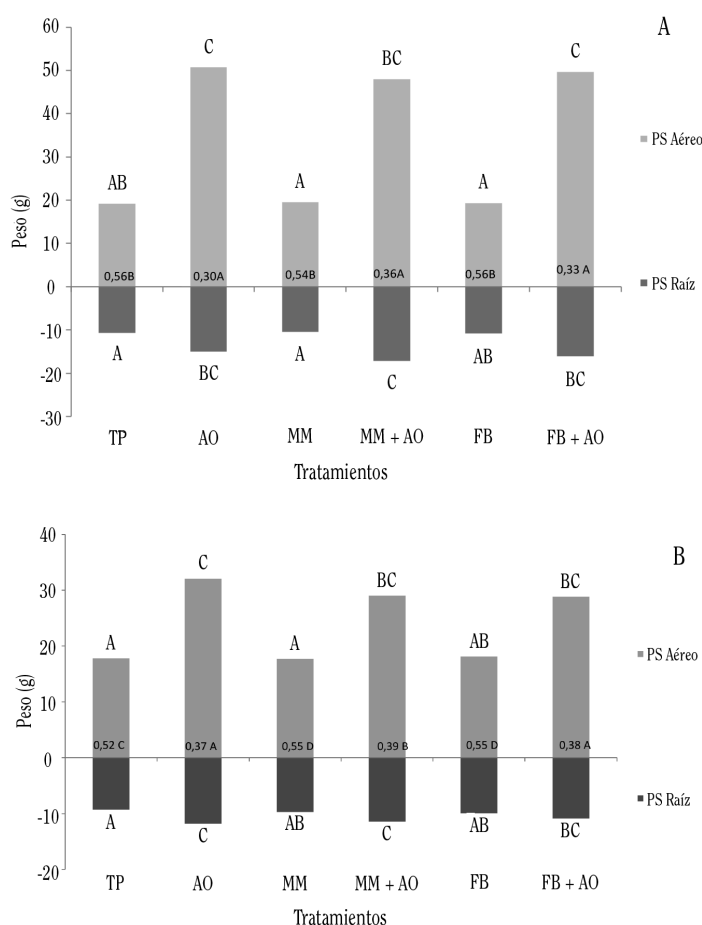 A
60
50
40
30
20
10
0
-10
-20
-30
Peso (g)
AB C A BC A C
0,56B 0,30A 0,54B 0,36A 0,56B 0,33 A
A BC A C AB BC
TP AO MM MM + AO FB FB + AO
Tratamientos
PS Aéreo
PS Raíz
B
40
30
20
10
0
-10
-20
Peso (g)
A C A BC AB BC
0,52 C 0,37 A 0,55 D 0,39 B 0,55 D 0,38 A
A C AB C AB BC
TP AO MM MM + AO FB FB + AO
Tratamientos
PS Aéreo
PS Raíz